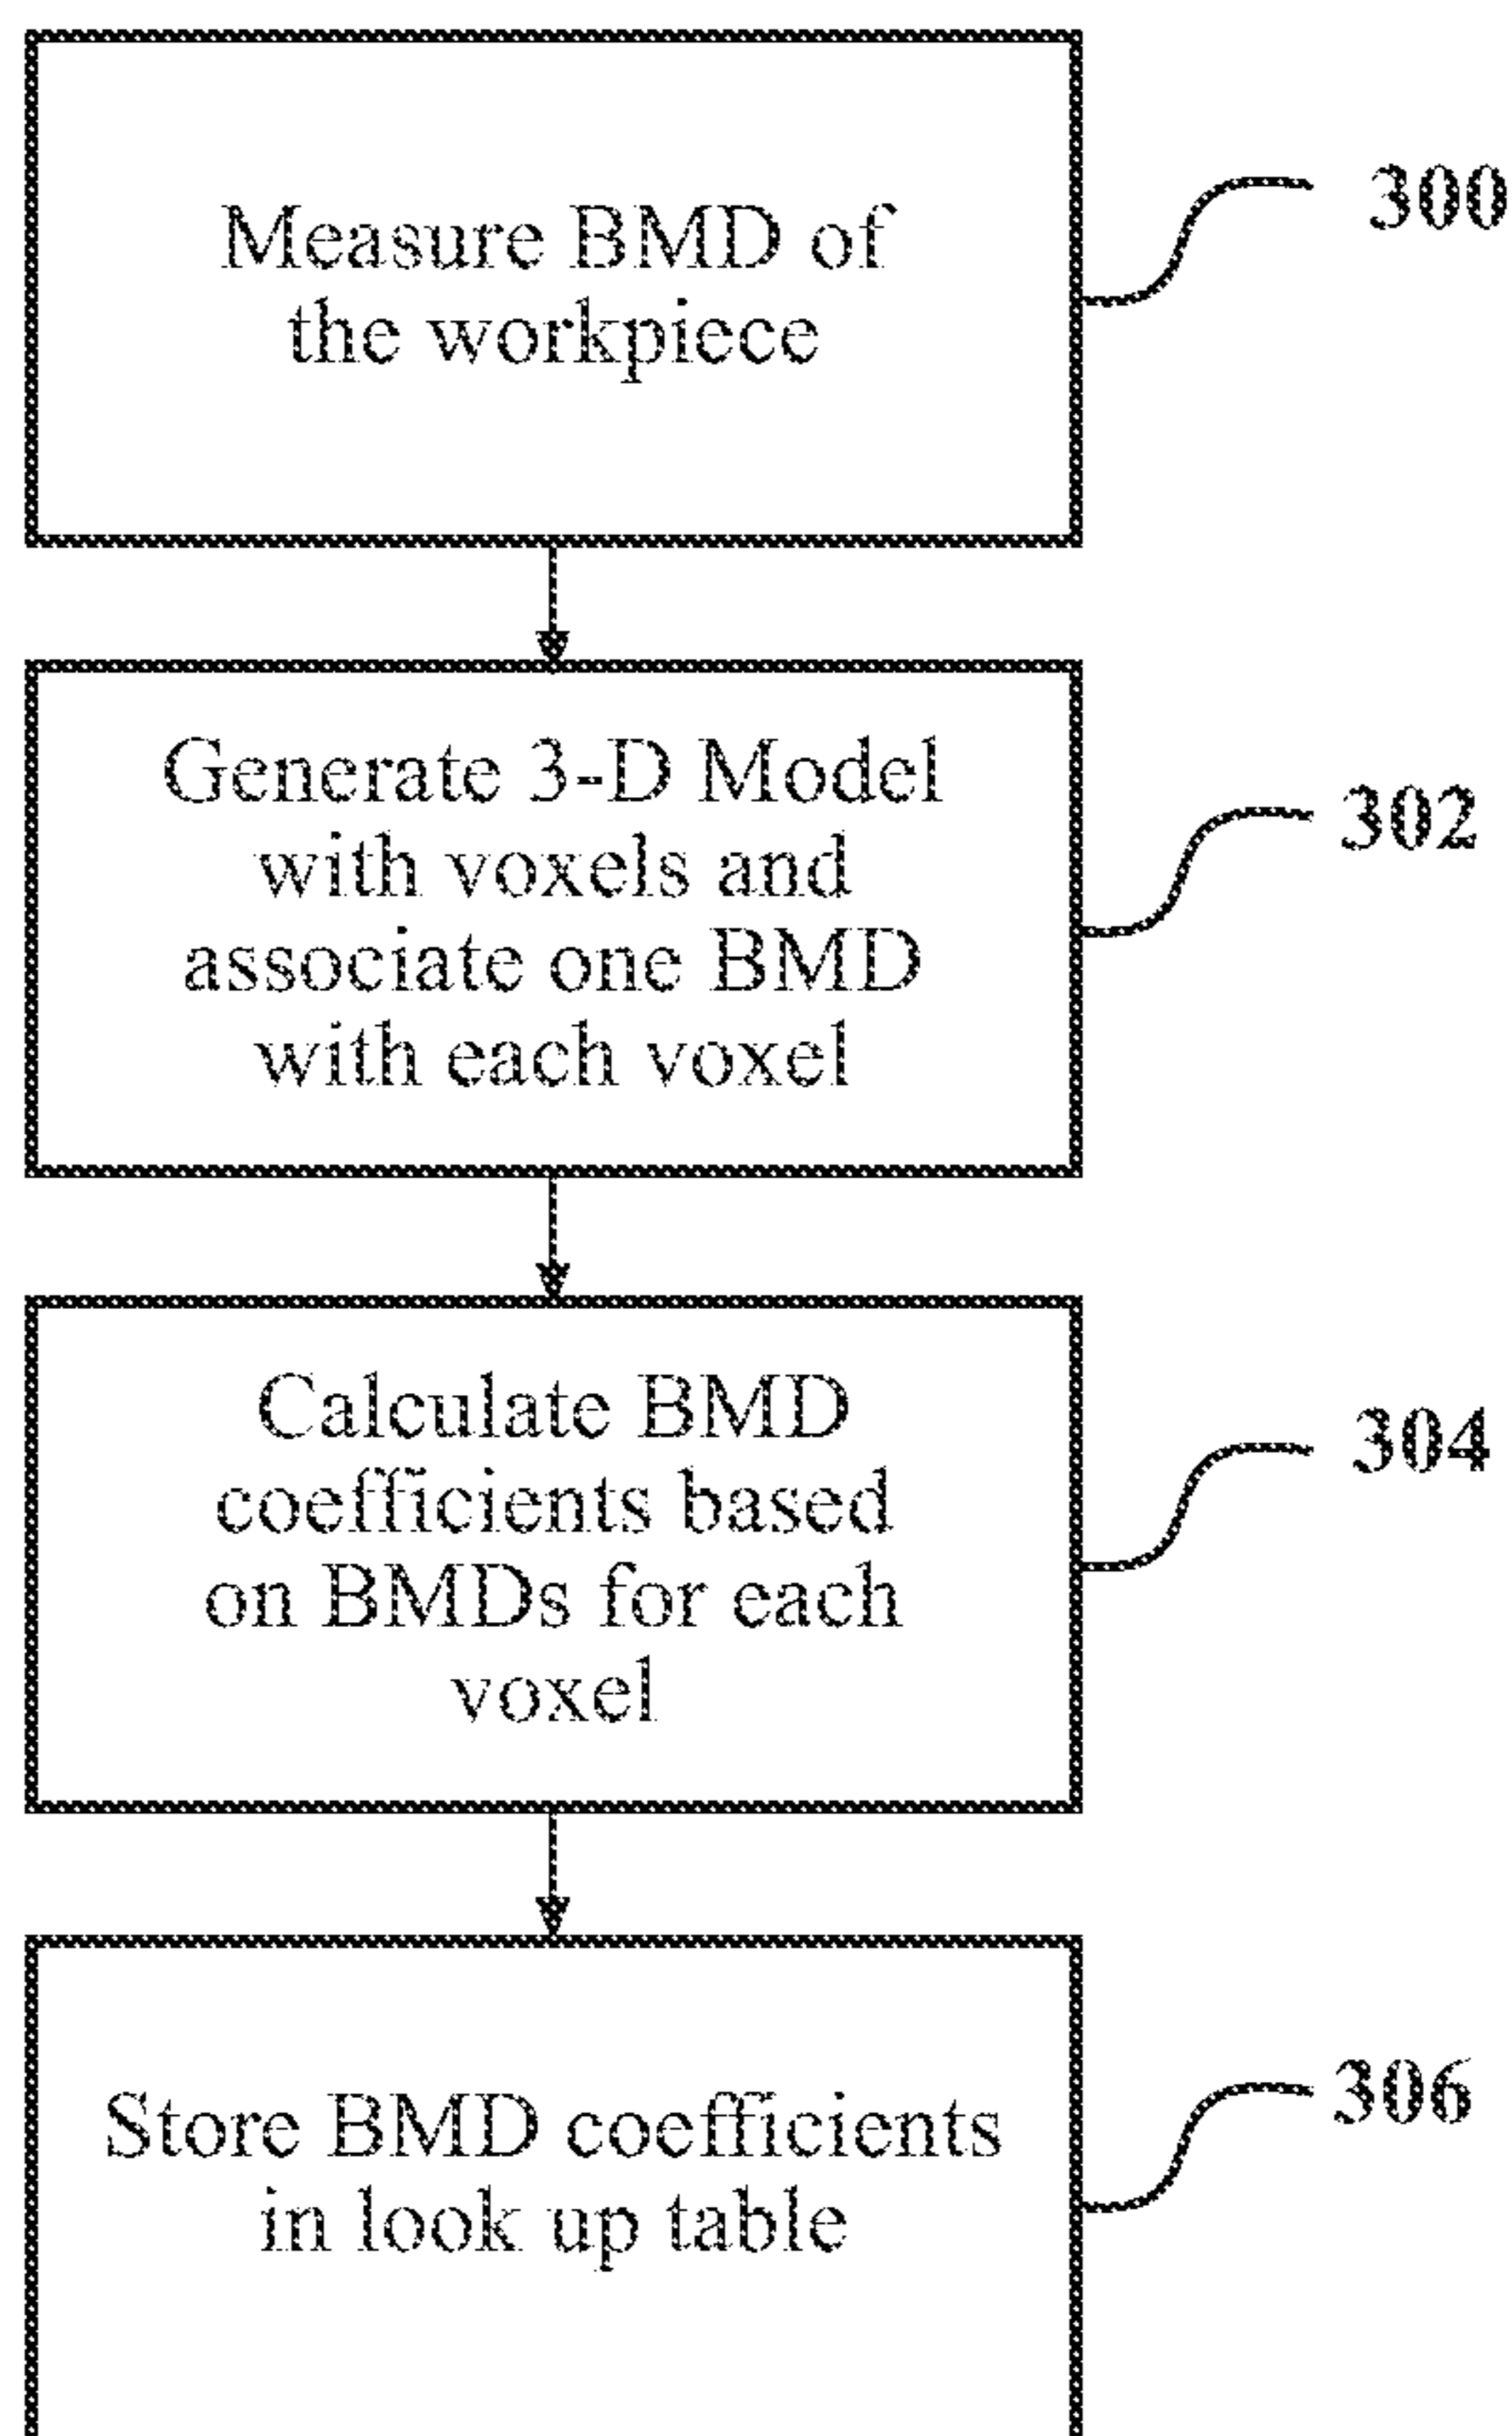 Measure BMD of
the workpiece
300
Generate 3-D Model
with voxels and
associate one BMD
with each voxel
302
Calculate BMD
coefficients based
on BMDs for each
voxel
304
Store BMD coefficients
in look up table
306